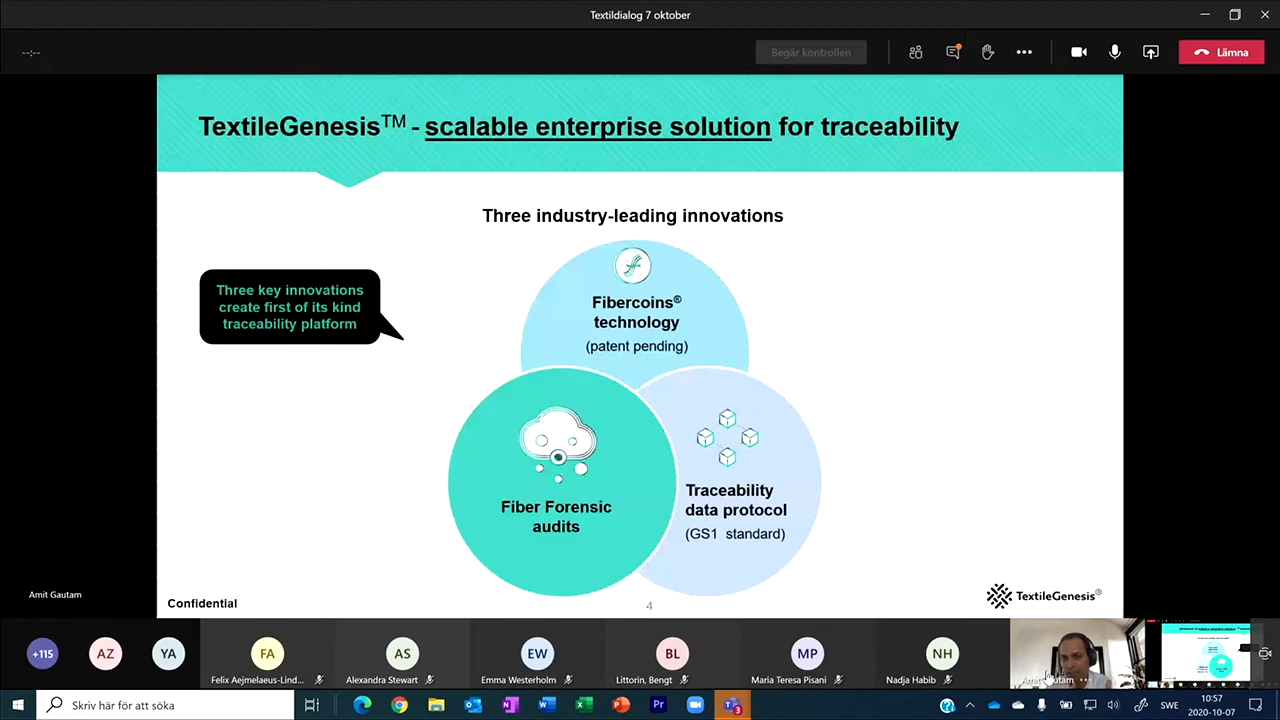 Textildialog 7 oktober
--:--
Begär kontrollen
Lämna
TextileGenesis™ - scalable enterprise solution for traceability
Three industry-leading innovations
Three key innovations
create first of its kind
traceability platform
Fibercoins®
technology
(patent pending)
Fiber Forensic
audits
Traceability
data protocol
(GS1 standard)
Amit Gautam
Confidential
4
TextileGenesis®
+115
AZ
YA
FA
Felix Aejmelaeus-Lind...
AS
Alexandra Stewart
EW
Emma Westerholm
BL
Littorin, Bengt
MP
Maria Teresa Pisani
NH
Nadja Habib
Amit Gautam
Skriv här för att söka
SWE
10:57
2020-10-07